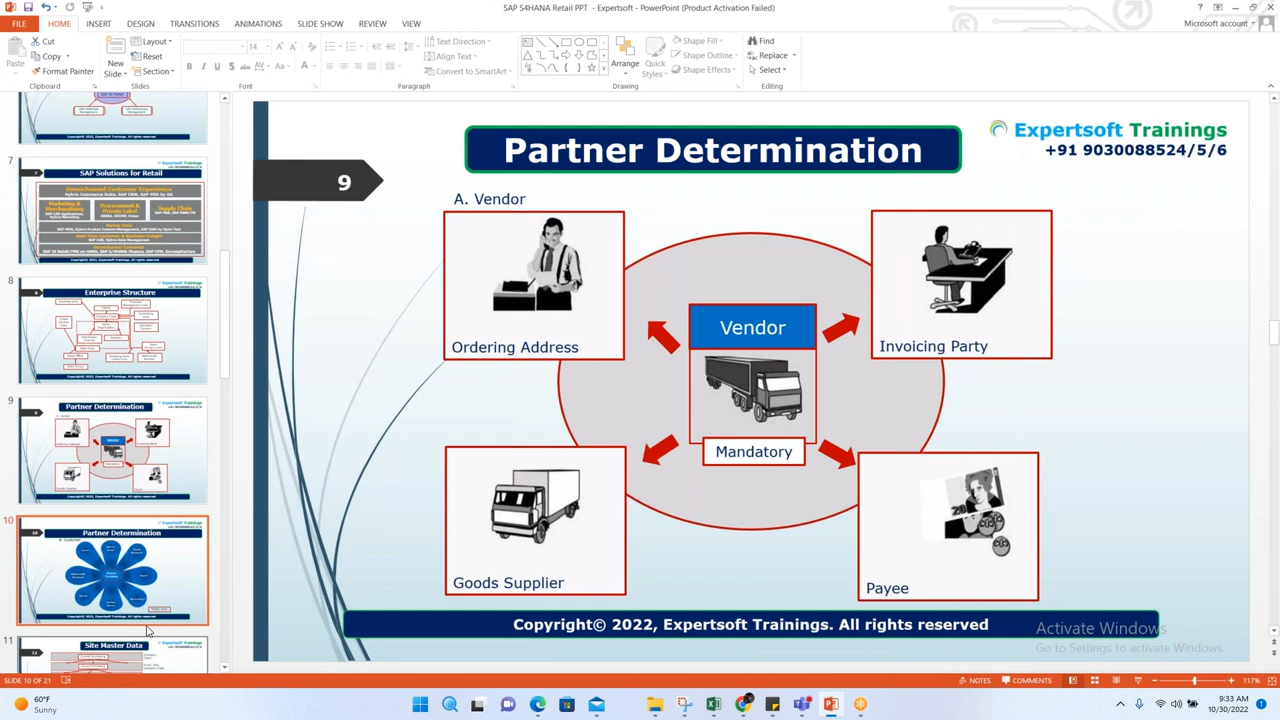 SAP S4HANA Retail PPT - Expertsoft - PowerPoint (Product Activation Failed)
FILE HOME INSERT DESIGN TRANSITIONS ANIMATIONS SLIDE SHOW REVIEW VIEW
Microsoft account
Paste
Cut
Copy
Format Painter
Clipboard
New Slide
Layout
Reset
Section
Slides
14
Font
Paragraph
Text Direction
Align Text
Convert to SmartArt
Arrange
Quick Styles
Shape Fill
Shape Outline
Shape Effects
Drawing
Find
Replace
Select
Editing
7
SAP Solutions for Retail
Omnichannel Customer Experience
8
Enterprise Structure
9
Partner Determination
10
Partner Determination
11
Site Master Data
9
Partner Determination
Expertsoft Trainings
+91 9030088524/5/6
A. Vendor
Ordering Address
Vendor
Mandatory
Invoicing Party
Goods Supplier
Payee
Copyright© 2022, Expertsoft Trainings. All rights reserved
Activate Windows
Go to Settings to activate Windows.
SLIDE 10 OF 21
NOTES
COMMENTS
117%
60°F
Sunny
9:33 AM
10/30/2022